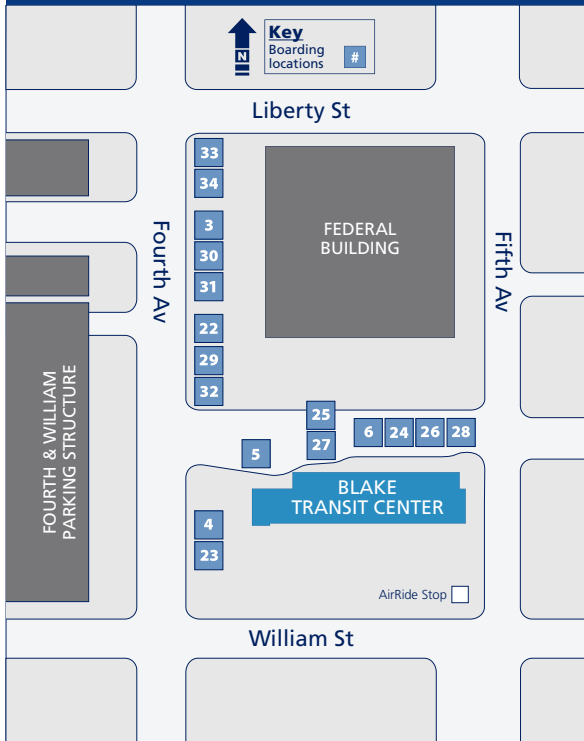 Key
Boarding
locations
#
N
Liberty St
33
34
3
30
31
22
29
32
Fourth Av
FEDERAL
BUILDING
Fifth Av
FOURTH & WILLIAM
PARKING STRUCTURE
25
27
6 24 26 28
5
BLAKE
TRANSIT CENTER
4
23
AirRide Stop
William St